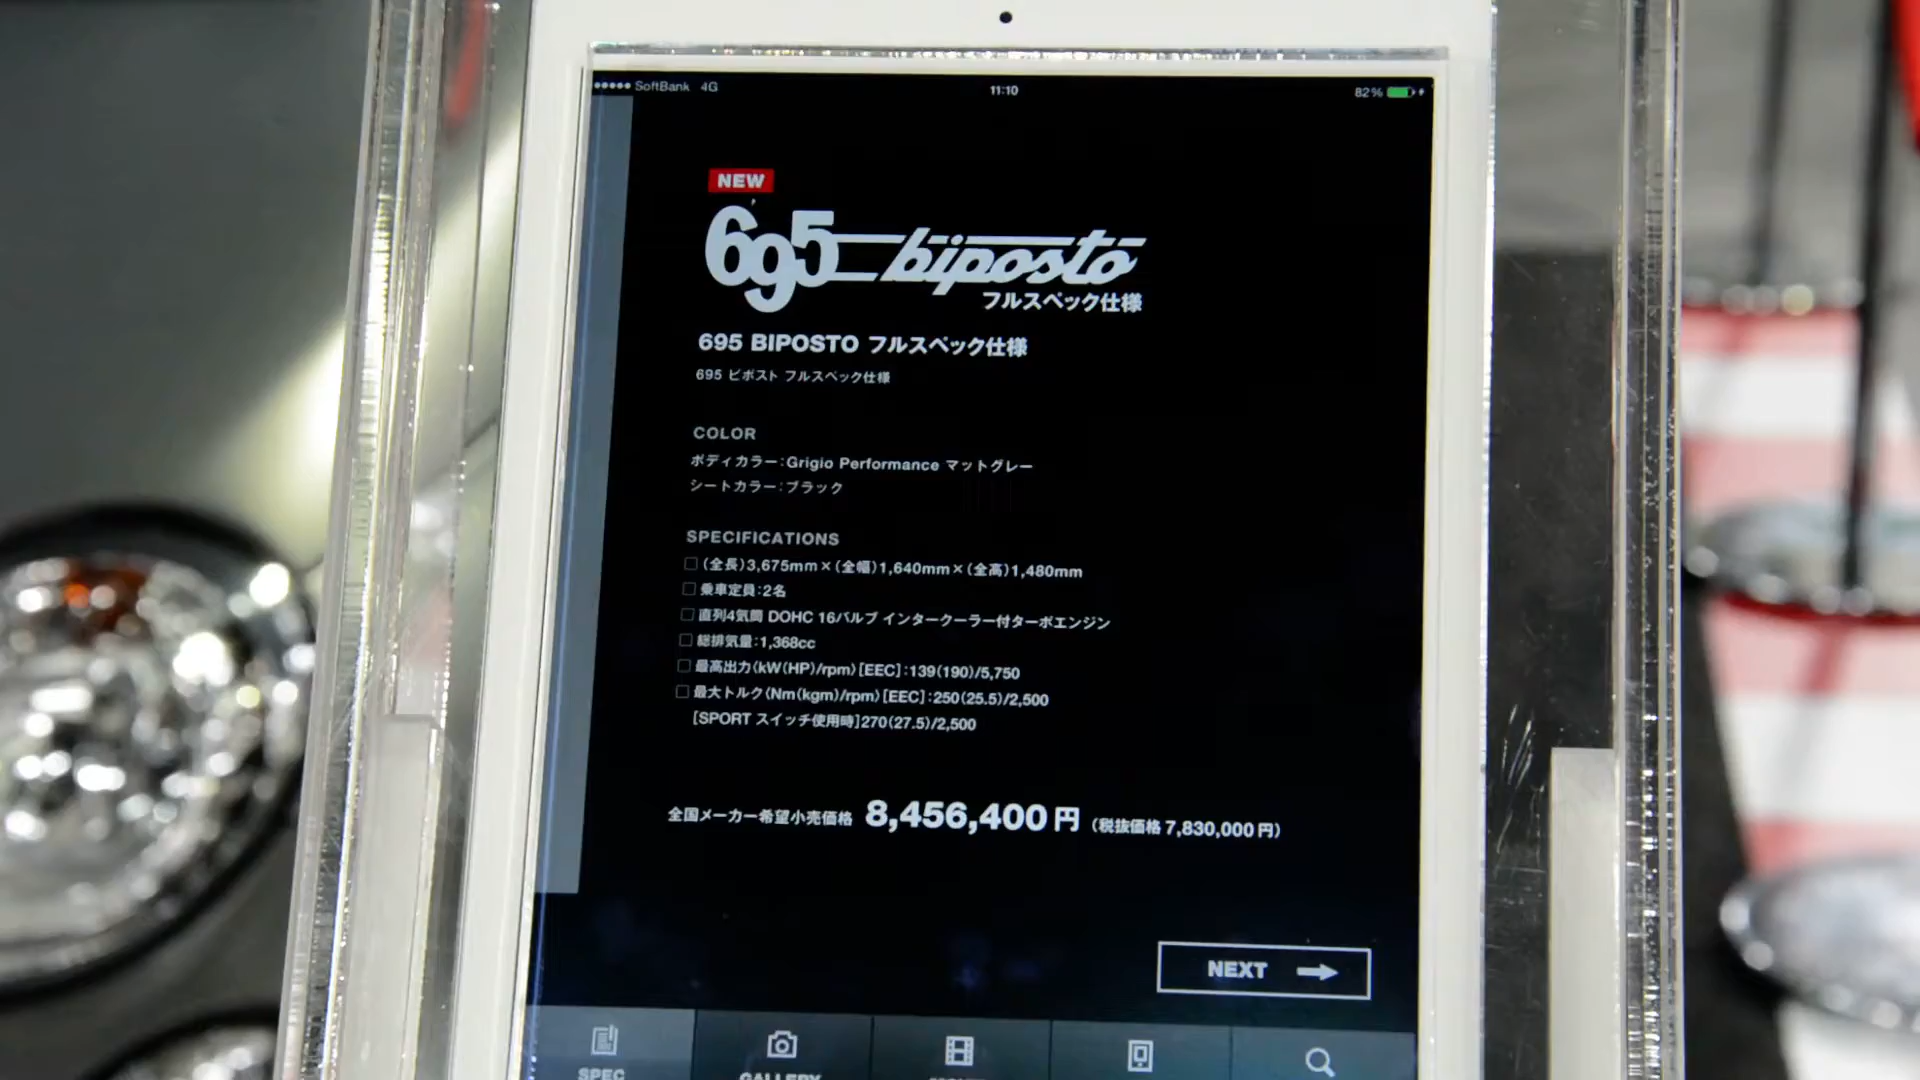 ●●●●● SoftBank 4G 11:10 82%
NEW
695 biposto
フルスペック仕様
695 BIPOSTO フルスペック仕様
695 ビポスト フルスペック仕様
COLOR
ボディカラー:Grigio Performance マットグレー
シートカラー:ブラック
SPECIFICATIONS
□(全長)3,675mm×(全幅)1,640mm×(全高)1,480mm
□乗車定員:2名
□直列4気筒 DOHC 16バルブ インタークーラー付ターボエンジン
□総排気量:1,368cc
□最高出力(kW(HP)/rpm)[EEC]:139(190)/5,750
□最大トルク(Nm(kgm)/rpm)[EEC]:250(25.5)/2,500
[SPORT スイッチ使用時]270(27.5)/2,500
全国メーカー希望小売価格 8,456,400円 (税抜価格 7,830,000円)
NEXT →
SPEC GALLERY